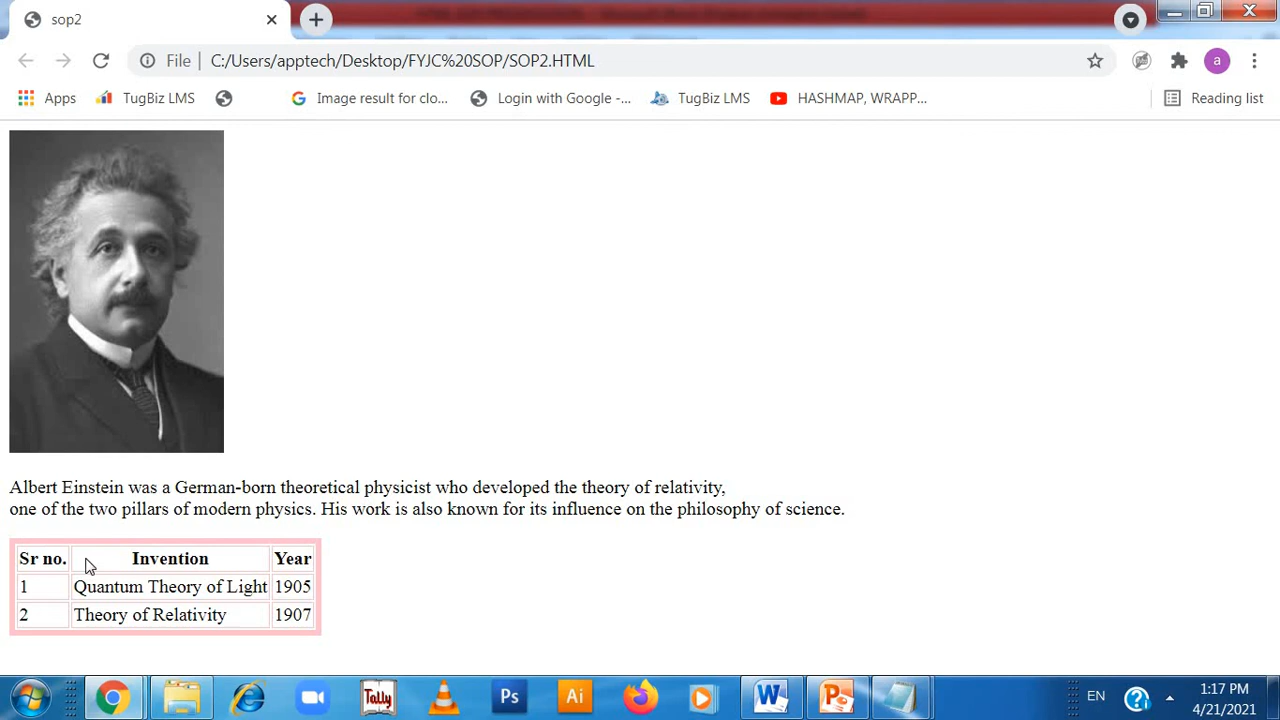 sop2
File
C:/Users/apptech/Desktop/FYJC%20SOP/SOP2.HTML
a
Apps
TugBiz LMS
Image result for clo...
Login with Google -...
TugBiz LMS
HASHMAP, WRAPP...
Reading list
Albert Einstein was a German-born theoretical physicist who developed the theory of relativity,
one of the two pillars of modern physics. His work is also known for its influence on the philosophy of science.
Sr no. Invention Year
1 Quantum Theory of Light 1905
2 Theory of Relativity 1907
Tally
Ps
Ai
W
P
EN
1:17 PM
4/21/2021